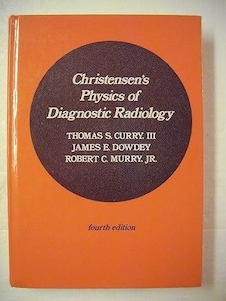 Christensen's
Physics of
Diagnostic Radiology
THOMAS S. CURRY, III
JAMES E. DOWDEY
ROBERT C. MURRY, JR.
fourth edition